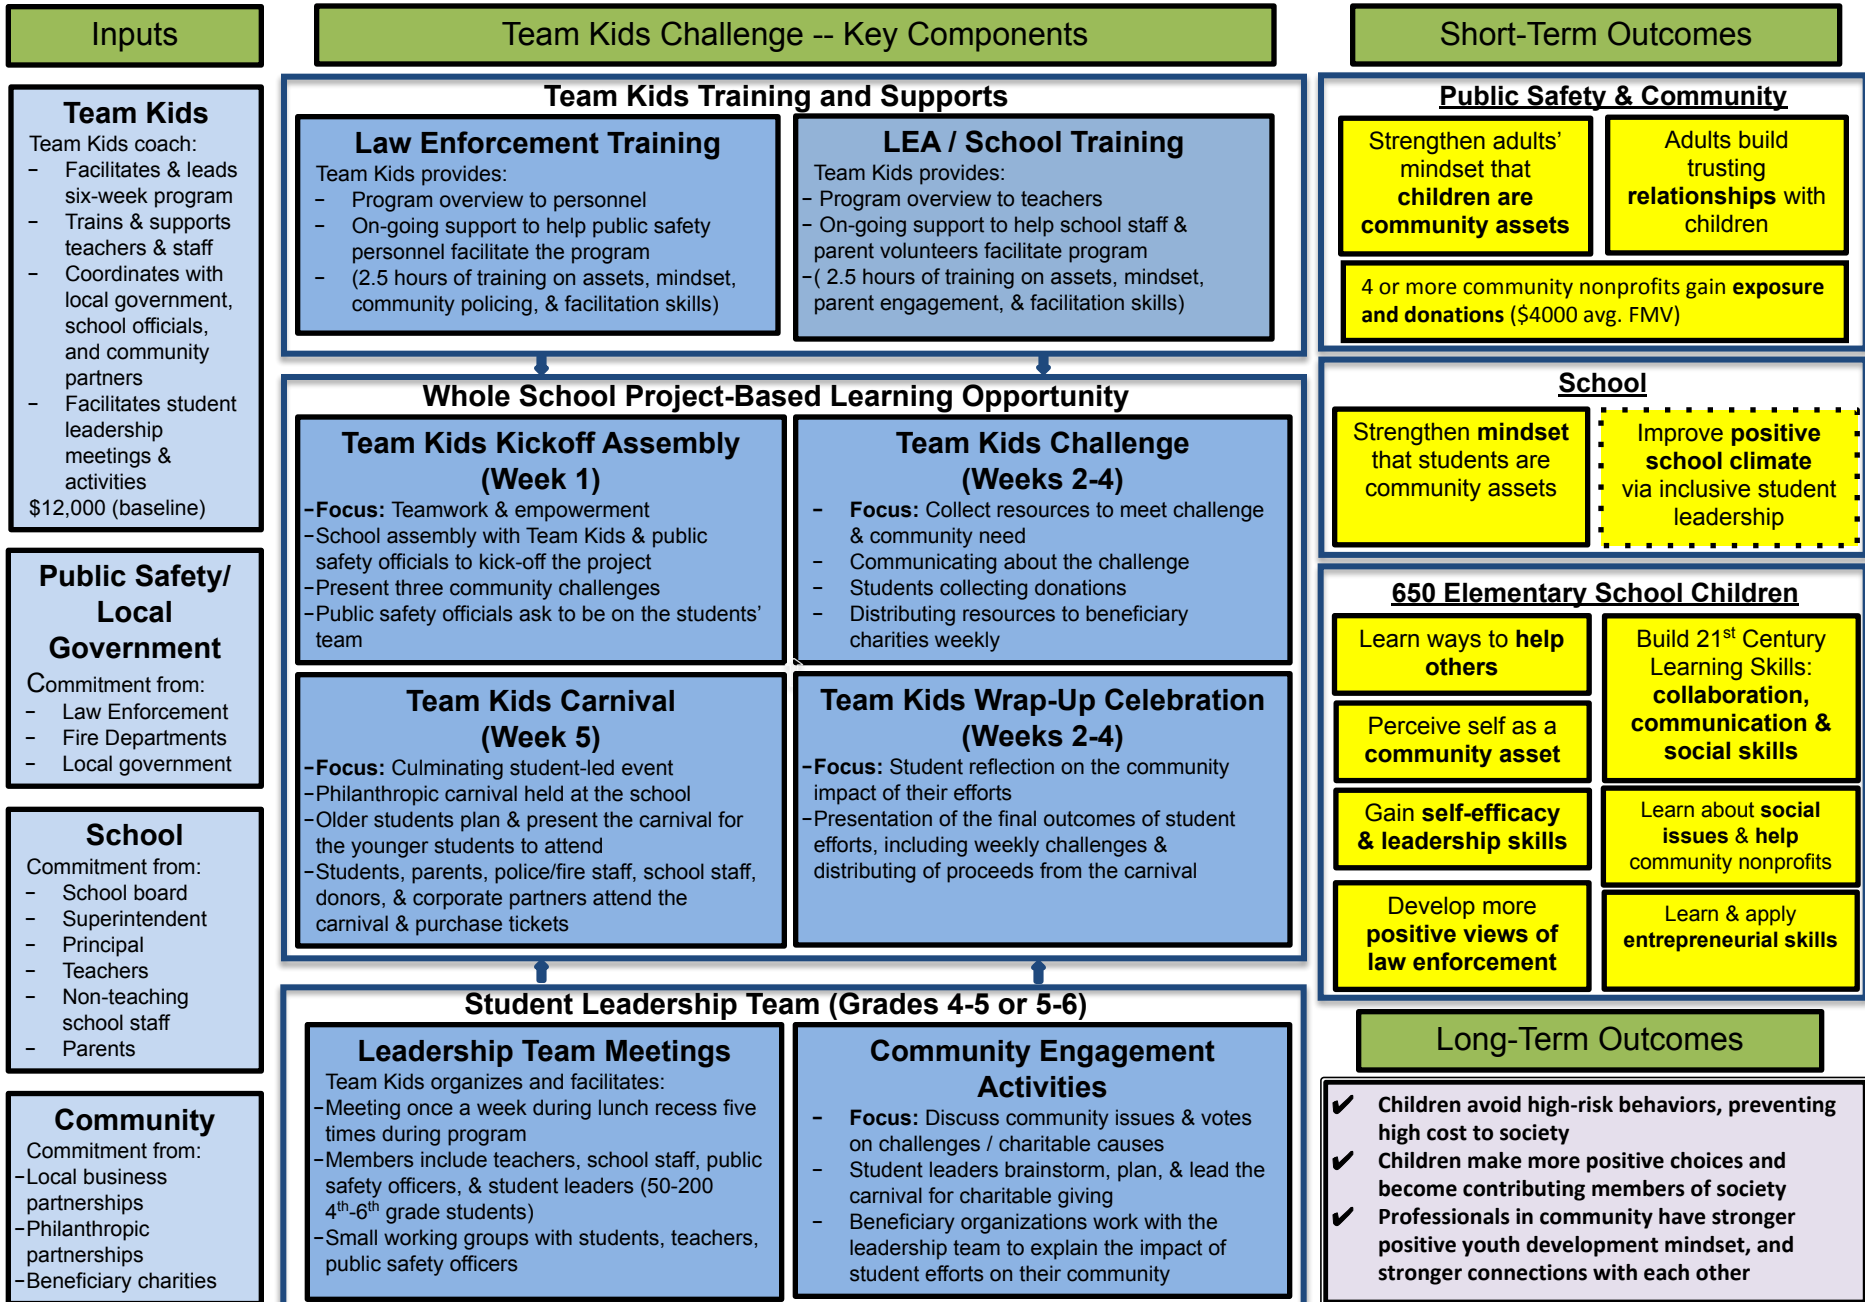 Inputs
Team Kids
Team Kids coach:
- Facilitates & leads
six-week program
- Trains & supports
teachers & staff
- Coordinates with
local government,
school officials,
and community
partners
- Facilitates student
leadership
meetings &
activities
$12,000 (baseline)
Public Safety/
Local
Government
Commitment from:
- Law Enforcement
- Fire Departments
- Local government
School
Commitment from:
- School board
- Superintendent
- Principal
- Teachers
- Non-teaching
school staff
- Parents
Community
Commitment from:
-Local business
partnerships
-Philanthropic
partnerships
-Beneficiary charities
Team Kids Challenge -- Key Components
Team Kids Training and Supports
Law Enforcement Training
Team Kids provides:
- Program overview to personnel
- On-going support to help public safety
personnel facilitate the program
- (2.5 hours of training on assets, mindset,
community policing, & facilitation skills)
LEA / School Training
Team Kids provides:
- Program overview to teachers
- On-going support to help school staff &
parent volunteers facilitate program
-( 2.5 hours of training on assets, mindset,
parent engagement, & facilitation skills)
Whole School Project-Based Learning Opportunity
Team Kids Kickoff Assembly
(Week 1)
-Focus: Teamwork & empowerment
-School assembly with Team Kids & public
safety officials to kick-off the project
-Present three community challenges
-Public safety officials ask to be on the students’
team
Team Kids Challenge
(Weeks 2-4)
- Focus: Collect resources to meet challenge
& community need
- Communicating about the challenge
- Students collecting donations
- Distributing resources to beneficiary
charities weekly
Team Kids Carnival
(Week 5)
-Focus: Culminating student-led event
-Philanthropic carnival held at the school
-Older students plan & present the carnival for
the younger students to attend
-Students, parents, police/fire staff, school staff,
donors, & corporate partners attend the
carnival & purchase tickets
Team Kids Wrap-Up Celebration
(Weeks 2-4)
-Focus: Student reflection on the community
impact of their efforts
-Presentation of the final outcomes of student
efforts, including weekly challenges &
distributing of proceeds from the carnival
Student Leadership Team (Grades 4-5 or 5-6)
Leadership Team Meetings
Team Kids organizes and facilitates:
-Meeting once a week during lunch recess five
times during program
-Members include teachers, school staff, public
safety officers, & student leaders (50-200
4th-6th grade students)
-Small working groups with students, teachers,
public safety officers
Community Engagement
Activities
- Focus: Discuss community issues & votes
on challenges / charitable causes
- Student leaders brainstorm, plan, & lead the
carnival for charitable giving
- Beneficiary organizations work with the
leadership team to explain the impact of
student efforts on their community
Short-Term Outcomes
Public Safety & Community
Strengthen adults’
mindset that
children are
community assets
Adults build
trusting
relationships with
children
4 or more community nonprofits gain exposure
and donations ($4000 avg. FMV)
School
Strengthen mindset
that students are
community assets
Improve positive
school climate
via inclusive student
leadership
650 Elementary School Children
Learn ways to help
others
Perceive self as a
community asset
Gain self-efficacy
& leadership skills
Develop more
positive views of
law enforcement
Build 21st Century
Learning Skills:
collaboration,
communication &
social skills
Learn about social
issues & help
community nonprofits
Learn & apply
entrepreneurial skills
Long-Term Outcomes
✔ Children avoid high-risk behaviors, preventing
high cost to society
✔ Children make more positive choices and
become contributing members of society
✔ Professionals in community have stronger
positive youth development mindset, and
stronger connections with each other